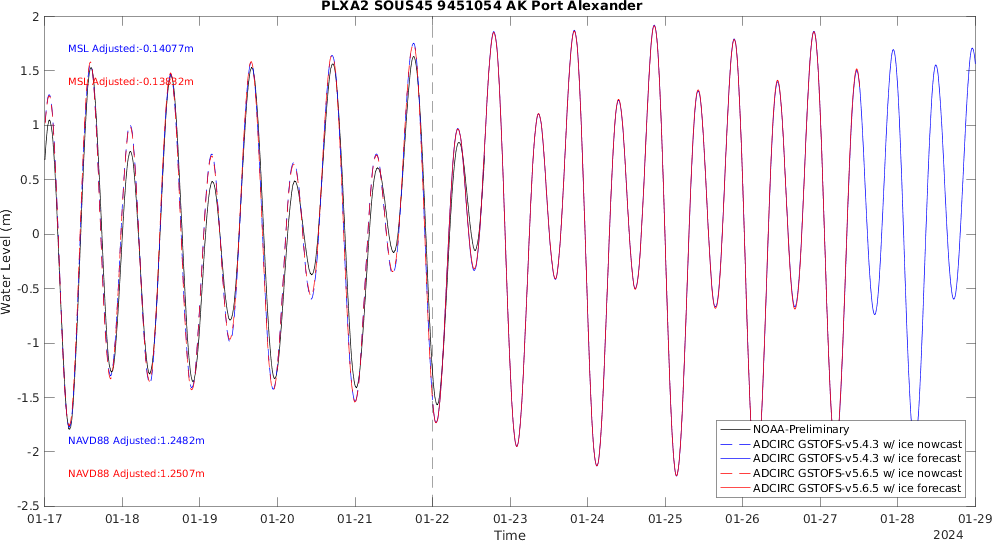 PLXA2 SOUS45 9451054 AK Port Alexander
2
1.5
1
0.5
0
-0.5
-1
-1.5
-2
-2.5
Water Level (m)
MSL Adjusted:-0.14077m
MSL Adjusted:-0.13832m
NAVD88 Adjusted:1.2482m
NAVD88 Adjusted:1.2507m
NOAA-Preliminary
ADCIRC GSTOFS-v5.4.3 w/ ice nowcast
ADCIRC GSTOFS-v5.4.3 w/ ice forecast
ADCIRC GSTOFS-v5.6.5 w/ ice nowcast
ADCIRC GSTOFS-v5.6.5 w/ ice forecast
01-17 01-18 01-19 01-20 01-21 01-22 01-23 01-24 01-25 01-26 01-27 01-28 01-29
Time
2024